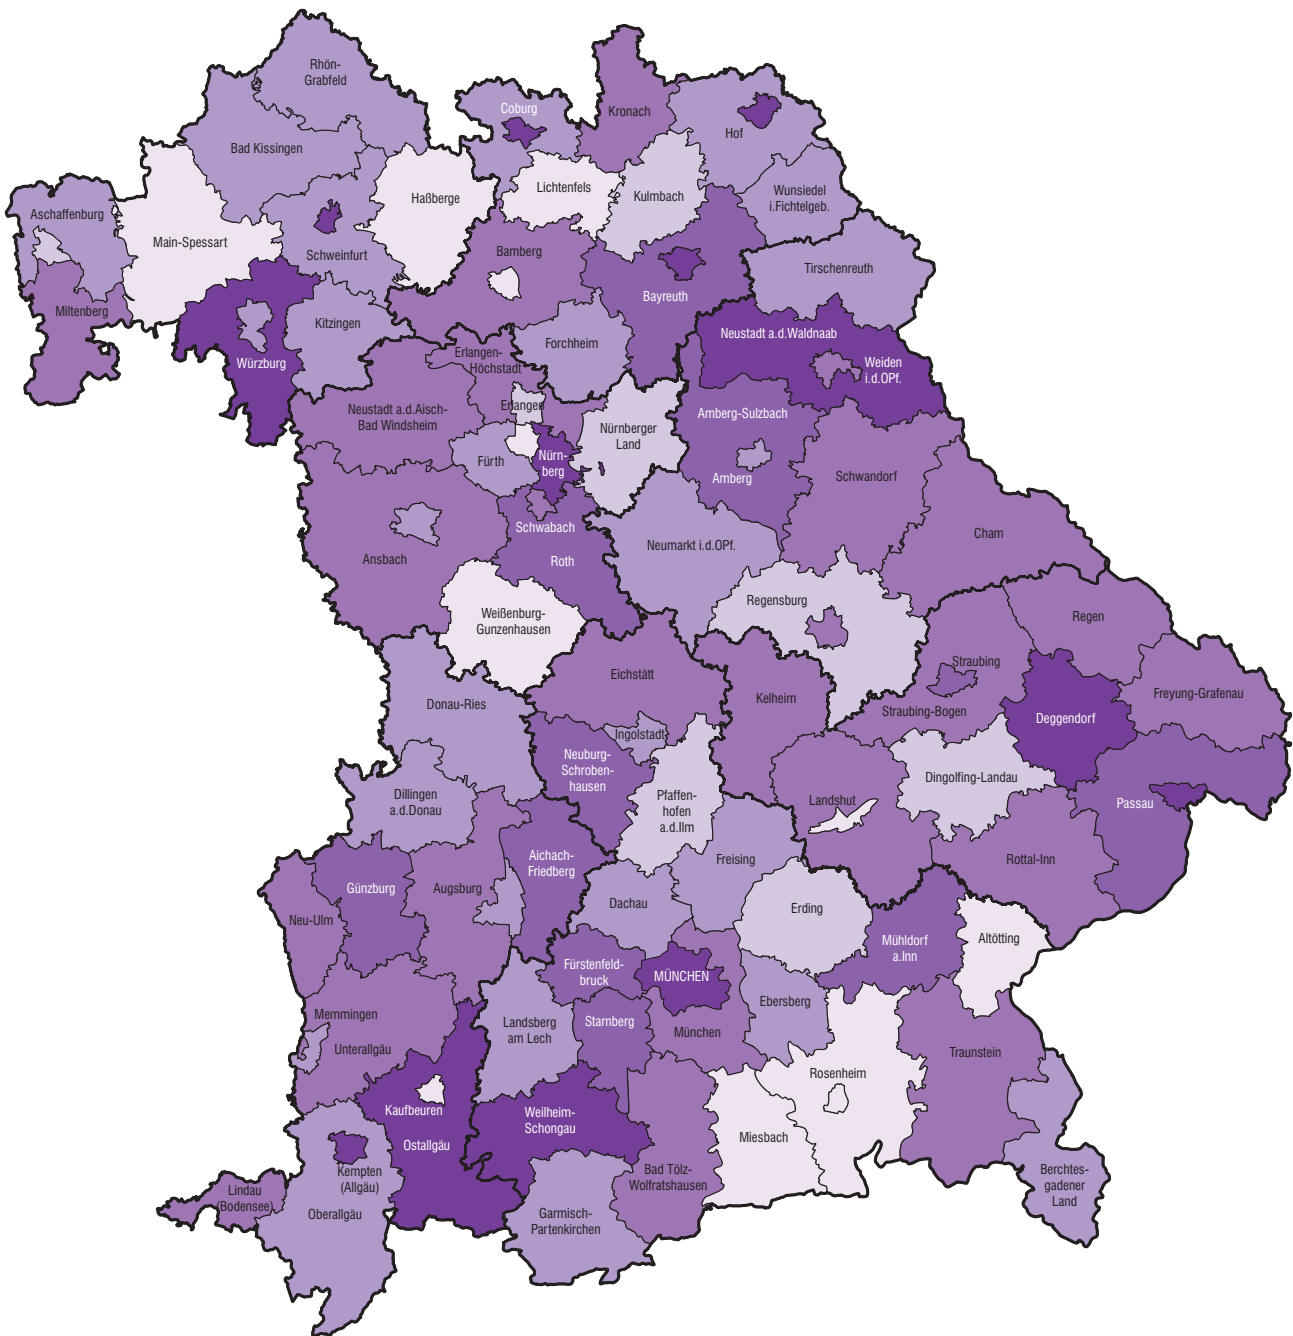 Rhön-
Grabfeld
Coburg
Kronach
Hof
Bad Kissingen
Lichtenfels
Kulmbach
Wunsiedel
i.Fichtelgeb.
Haßberge
Aschaffenburg
Main-Spessart
Schweinfurt
Bamberg
Tirschenreuth
Bayreuth
Miltenberg
Kitzingen
Neustadt a.d.Waldnaab
Forchheim
Erlangen-
Höchstadt
Würzburg
Weiden
i.d.OPf.
Erlangen
Neustadt a.d.Aisch-
Bad Windsheim
Amberg-Sulzbach
Nürnberger
Land
Fürth
Nürn-
berg
Amberg
Schwandorf
Schwabach
Cham
Neumarkt i.d.OPf.
Ansbach
Roth
Regensburg
Weißenburg-
Gunzenhausen
Regen
Straubing
Eichstätt
Freyung-Grafenau
Kelheim
Donau-Ries
Straubing-Bogen
Deggendorf
Ingolstadt
Neuburg-
Schroben-
hausen
Dingolfing-Landau
Dillingen
a.d.Donau
Pfaffen-
hofen
a.d.Ilm
Landshut
Passau
Aichach-
Friedberg
Freising
Rottal-Inn
Günzburg
Augsburg
Dachau
Erding
Neu-Ulm
Mühldorf
a.Inn
Altötting
Fürstenfeld-
bruck
MÜNCHEN
Ebersberg
Memmingen
Landsberg
am Lech
Starnberg
München
Unterallgäu
Traunstein
Rosenheim
Kaufbeuren
Weilheim-
Schongau
Miesbach
Ostallgäu
Kempten
(Allgäu)
Bad Tölz-
Wolfratshausen
Berchtes-
gadener
Land
Lindau
(Bodensee)
Oberallgäu
Garmisch-
Partenkirchen